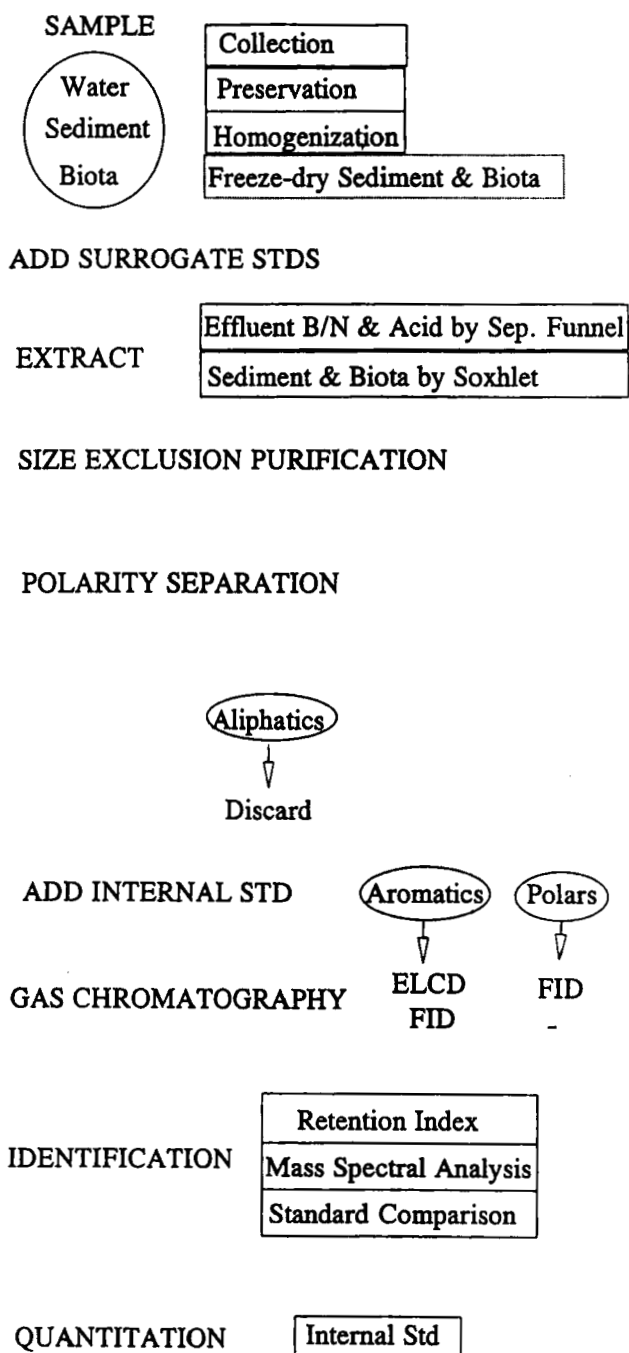 SAMPLE
Water
Sediment
Biota
Collection
Preservation
Homogenization
Freeze-dry Sediment & Biota
ADD SURROGATE STDS
EXTRACT
Effluent B/N & Acid by Sep. Funnel
Sediment & Biota by Soxhlet
SIZE EXCLUSION PURIFICATION
POLARITY SEPARATION
Aliphatics
Discard
ADD INTERNAL STD
Aromatics
Polars
GAS CHROMATOGRAPHY
ELCD
FID
FID
IDENTIFICATION
Retention Index
Mass Spectral Analysis
Standard Comparison
QUANTITATION
Internal Std